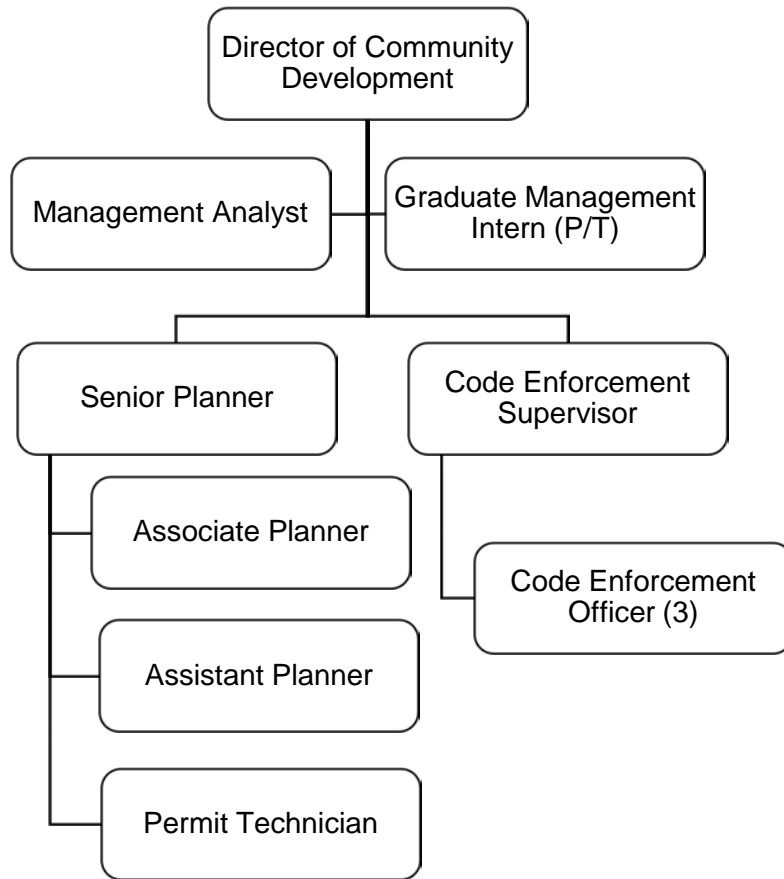 Director of Community
Development
Management Analyst
Graduate Management
Intern (P/T)
Senior Planner
Code Enforcement
Supervisor
Associate Planner
Code Enforcement
Officer (3)
Assistant Planner
Permit Technician